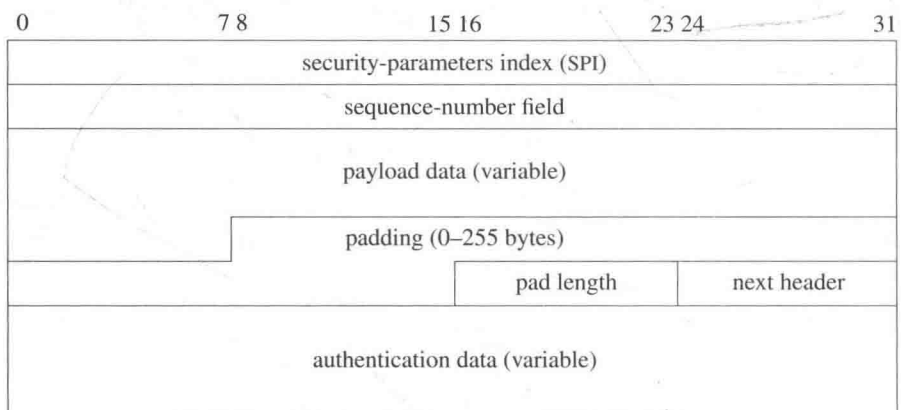 0 7 8 15 16 23 24 31
security-parameters index (SPI)
sequence-number field
payload data (variable)
padding (0–255 bytes)
pad length next header
authentication data (variable)